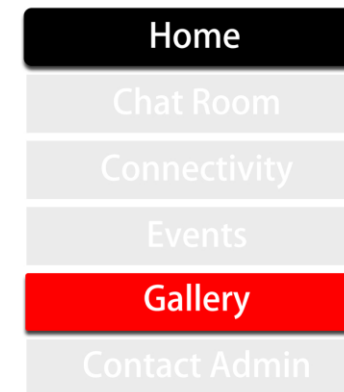 Home
Chat Room
Connectivity
Events
Gallery
Contact Admin